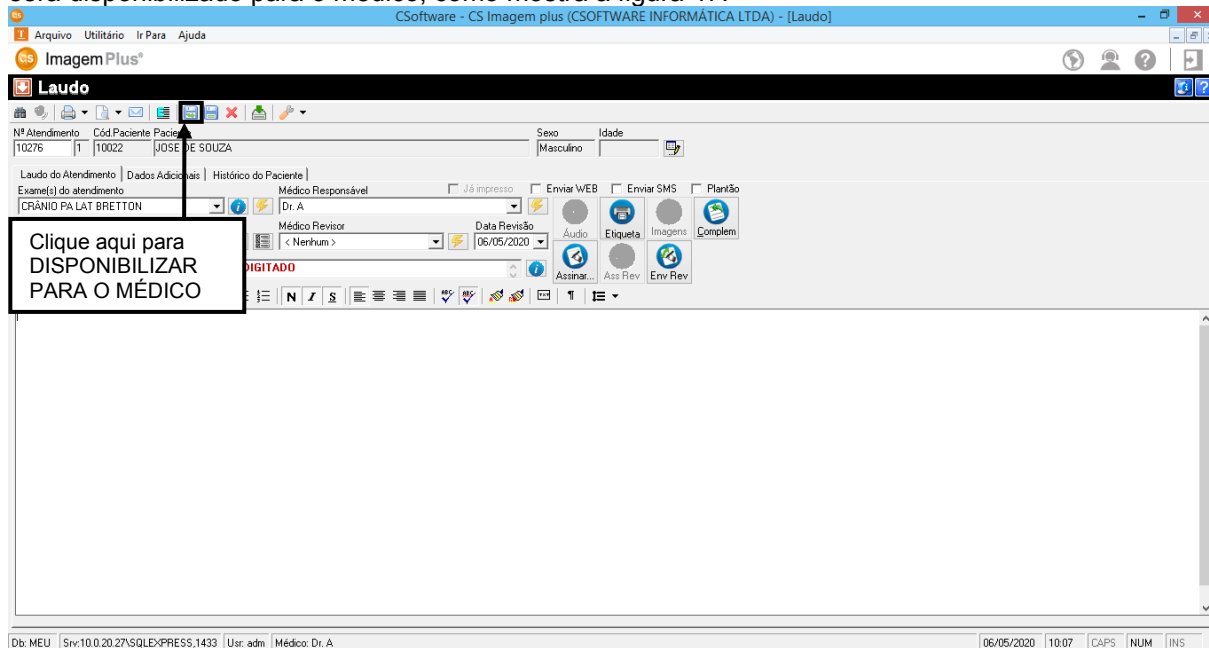 CSoftware - CS Imagem plus (CSOFTWARE INFORMÁTICA LTDA) - [Laudo]
Arquivo Utilitário Ir Para Ajuda
CS ImagemPlus®
Laudo
Nª Atendimento Cód.Paciente Sexo Idade
10276 1 10022 JOSE DE SOUZA Masculino
Laudo do Atendimento Dados Adicionais Histórico do Paciente
Exame(s) do atendimento Médico Responsável Já impresso Enviar WEB Enviar SMS Plantão
CRÂNIO PA LAT BRETTON Dr. A
Áudio Etiqueta Imagens Complem
Médico Revisor Data Revisão
< Nenhum > 06/05/2020
Assinar... Ass Rev Env Rev
Clique aqui para
DISPONIBILIZAR
PARA O MÉDICO
N I S
Db: MEU Srv:10.0.20.27\SQLEXPRESS,1433 Usr: adm Médico: Dr. A 06/05/2020 10:07 CAPS NUM INS